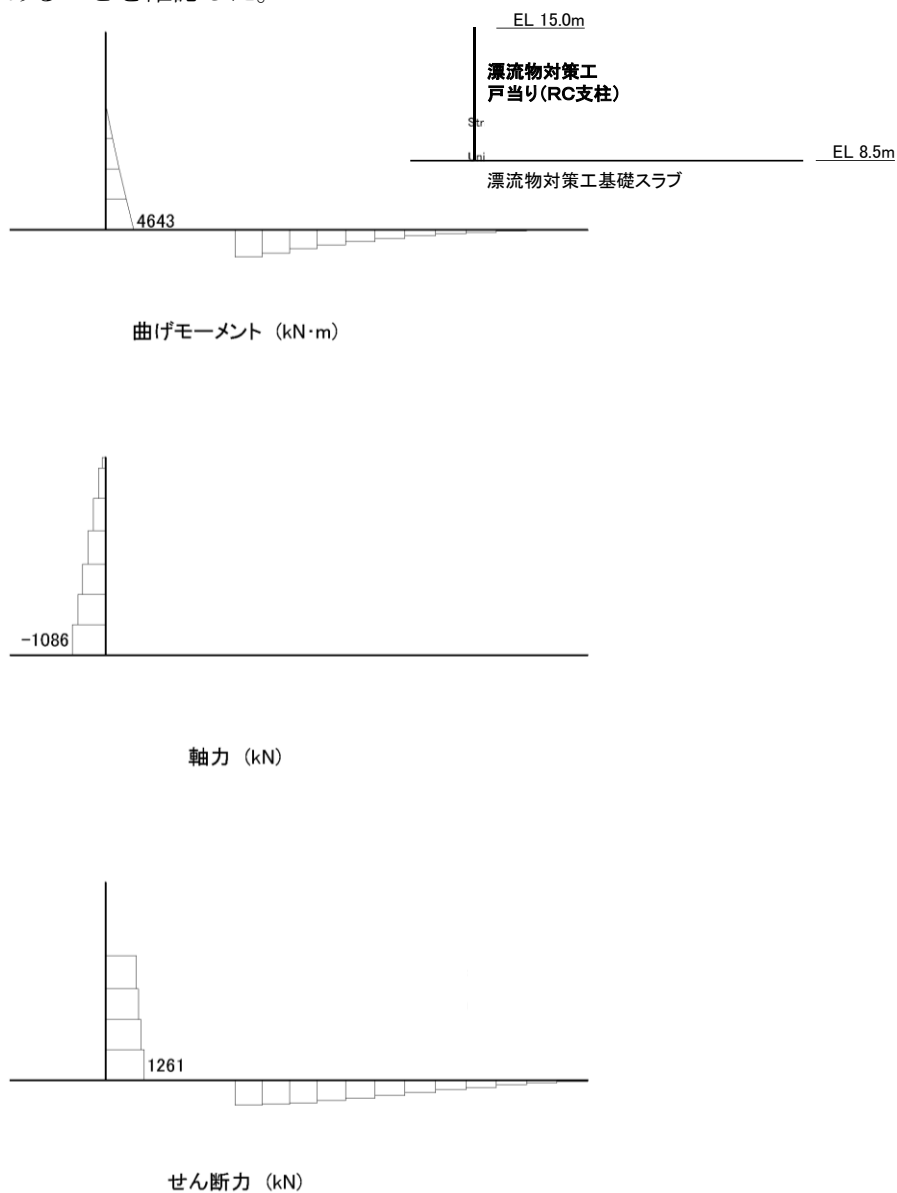 EL 15.0m
漂流物対策工
戸当り(RC支柱)
Str
Uni
EL 8.5m
漂流物対策工基礎スラブ
4643
曲げモーメント (kN･m)
-1086
軸力 (kN)
1261
せん断力 (kN)